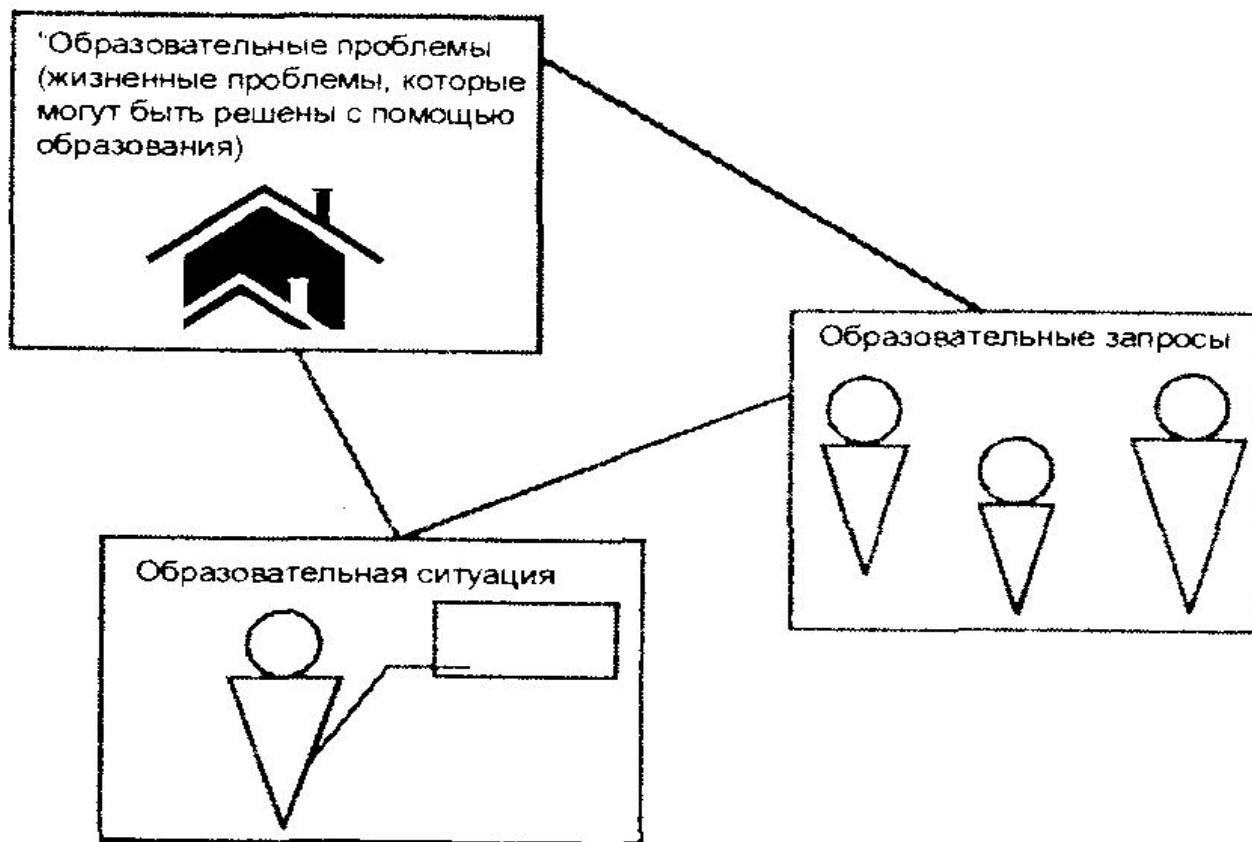 "Образовательные проблемы
(жизненные проблемы, которые
могут быть решены с помощью
образования)
Образовательные запросы
Образовательная ситуация